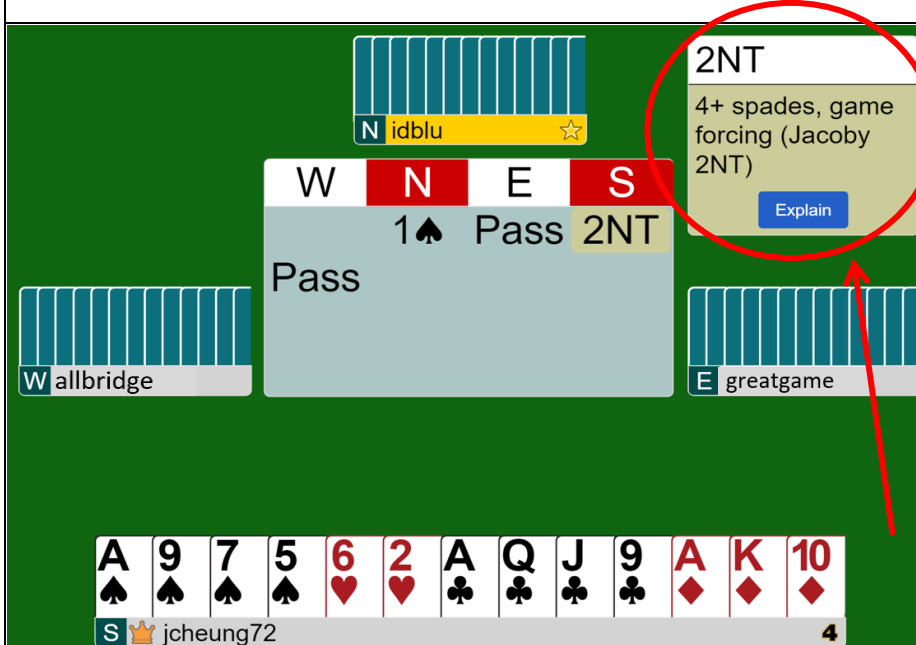 2NT
4+ spades, game
forcing (Jacoby
2NT)
Explain
N idblu
W N E S
1♠ Pass 2NT
Pass
W allbridge
E greatgame
A 9 7 5 6 2 A Q J 9 A K 10
♠ ♠ ♠ ♠ ♥ ♥ ♣ ♣ ♣ ♣ ♦ ♦ ♦
S jcheung72 4